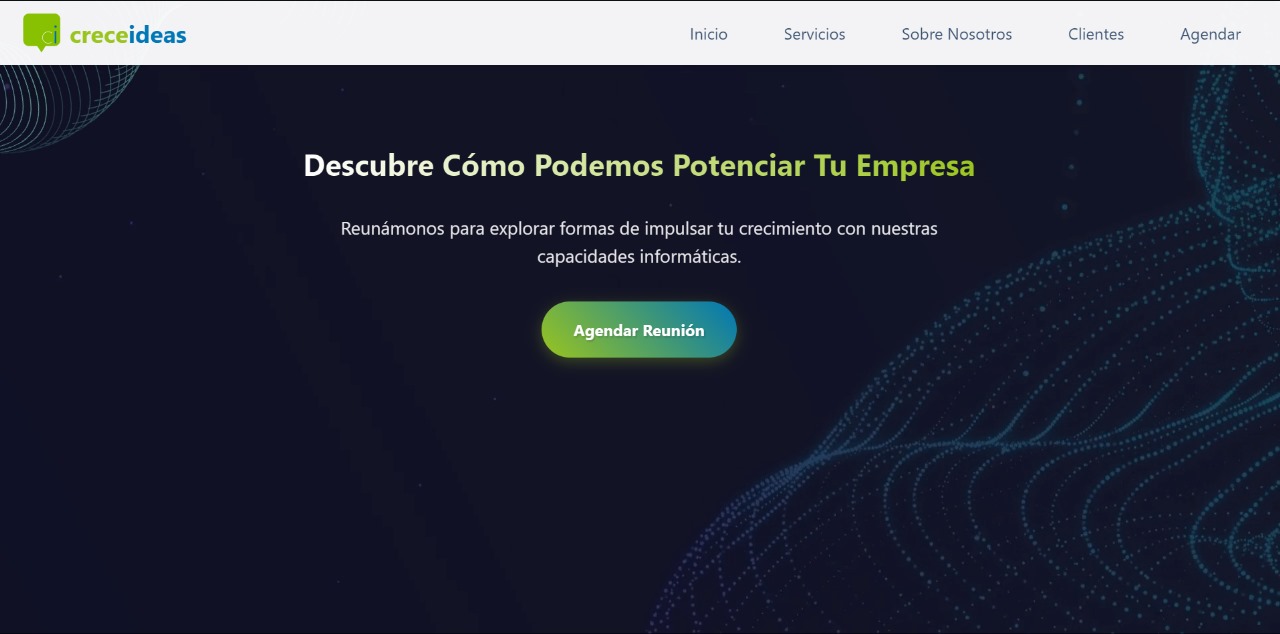 ci creceideas
Inicio
Servicios
Sobre Nosotros
Clientes
Agendar
Descubre Cómo Podemos Potenciar Tu Empresa
Reunámonos para explorar formas de impulsar tu crecimiento con nuestras
capacidades informáticas.
Agendar Reunión